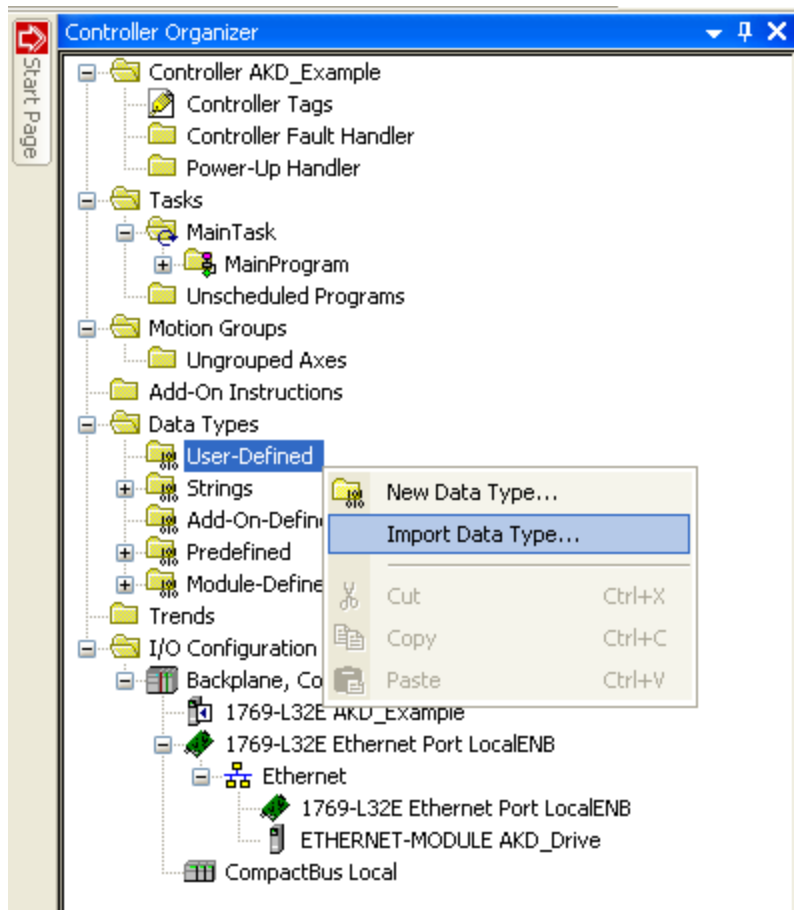 Start Page
Controller Organizer
Controller AKD_Example
Controller Tags
Controller Fault Handler
Power-Up Handler
Tasks
MainTask
MainProgram
Unscheduled Programs
Motion Groups
Ungrouped Axes
Add-On Instructions
Data Types
User-Defined
Strings
New Data Type...
Add-On-Define
Import Data Type...
Predefined
Module-Define
Cut Ctrl+X
Trends
Copy Ctrl+C
I/O Configuration
Backplane, Co
Paste Ctrl+V
1769-L32E AKD_Example
1769-L32E Ethernet Port LocalENB
Ethernet
1769-L32E Ethernet Port LocalENB
ETHERNET-MODULE AKD_Drive
CompactBus Local